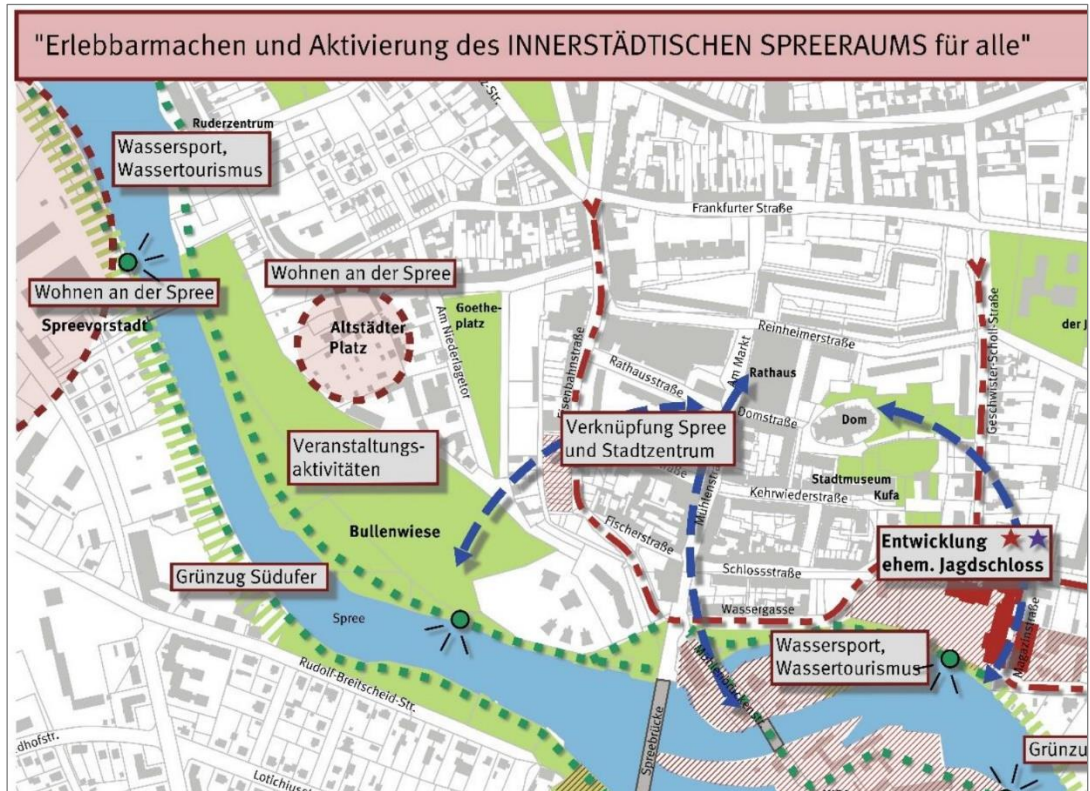 "Erlebbarmachen und Aktivierung des INNERSTÄDTISCHEN SPREERAUMS für alle"
Ruderzentrum
Wassersport,
Wassertourismus
Frankfurter Straße
Wohnen an der Spree
Wohnen an der Spree
Spreevorstadt
Altstädter
Platz
Am Niederlagetor
Goethe-
platz
Eisenbahnstraße
Reinheimerstraße
Geschwister-Scholl-Straße
der J
Rathausstraße
Am Markt
Rathaus
Domstraße
Dom
Verknüpfung Spree
und Stadtzentrum
Veranstaltungs-
aktivitäten
Mühlenstraße
Stadtmuseum
Kufa
Kehrwiederstraße
Bullenwiese
Fischerstraße
Entwicklung
ehem. Jagdschloss
Schlossstraße
Grünzug Südufer
Wassergasse
Spree
Wassersport,
Wassertourismus
Magazinstraße
Rudolf-Breitscheid-Str.
Mühlenbrückenstr.
Spreebrücke
Grünzu
dhofstr.